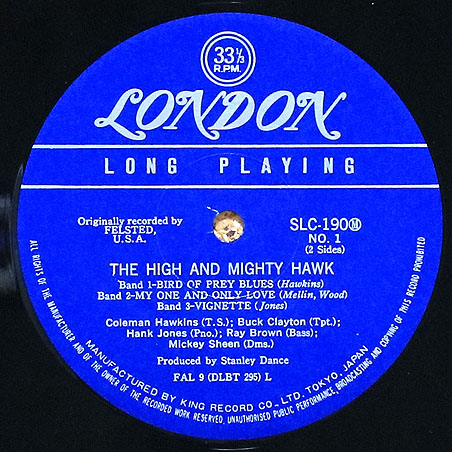 33 1/3
R.P.M.
LONDON
LONG PLAYING
Originally recorded by
FELSTED,
U.S.A.
SLC-190Ⓜ
NO. 1
(2 Sides)
THE HIGH AND MIGHTY HAWK
Band 1-BIRD OF PREY BLUES (Hawkins)
Band 2-MY ONE AND ONLY LOVE (Mellin, Wood)
Band 3-VIGNETTE (Jones)
Coleman Hawkins (T.S.); Buck Clayton (Tpt.);
Hank Jones (Pno.); Ray Brown (Bass);
Mickey Sheen (Dms.)
Produced by Stanley Dance
FAL 9 (DLBT 295) L
MANUFACTURED BY KING RECORD CO-LTD. TOKYO, JAPAN
ALL RIGHTS OF THE MANUFACTURER AND OF THE OWNER OF THE RECORDED WORK RESERVED. UNAUTHORISED PUBLIC PERFORMANCE, BROADCASTING AND COPYING OF THIS RECORD PROHIBITED